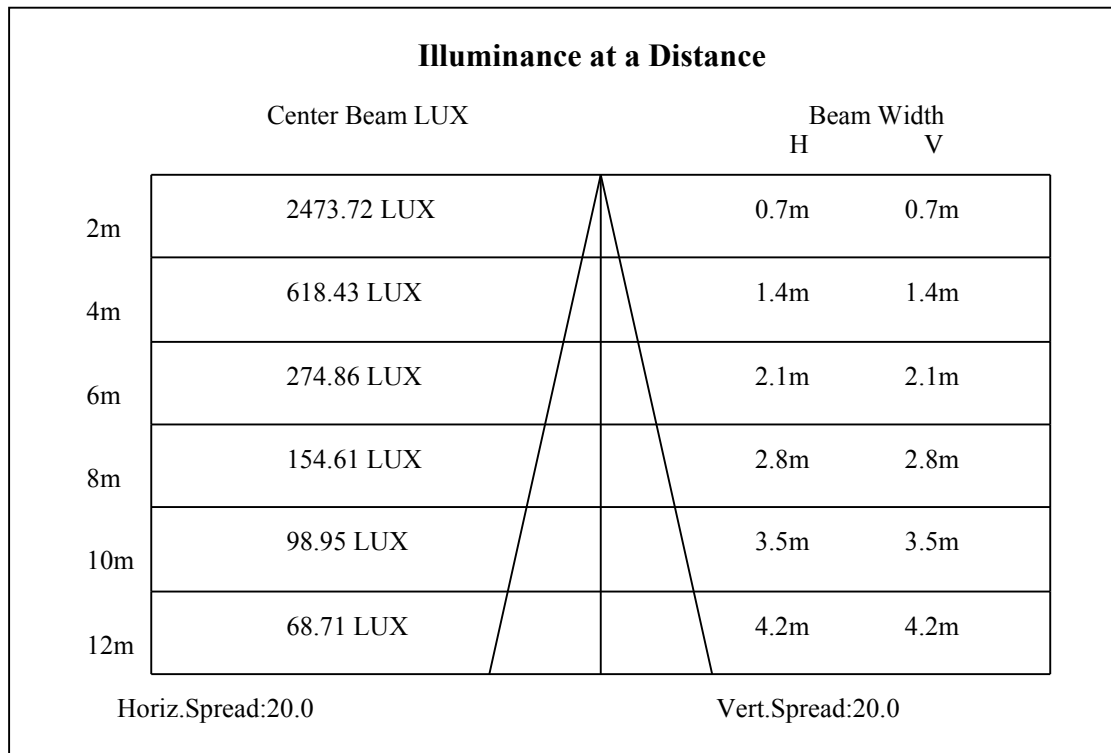 Illuminance at a Distance
Center Beam LUX Beam Width
H V
2m 2473.72 LUX 0.7m 0.7m
4m 618.43 LUX 1.4m 1.4m
6m 274.86 LUX 2.1m 2.1m
8m 154.61 LUX 2.8m 2.8m
10m 98.95 LUX 3.5m 3.5m
12m 68.71 LUX 4.2m 4.2m
Horiz.Spread:20.0 Vert.Spread:20.0